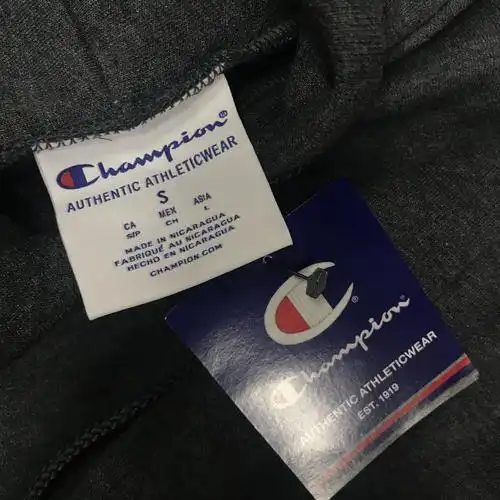 Champion®
AUTHENTIC ATHLETICWEAR
S
CA MEX ASIA
S/P CH L
MADE IN NICARAGUA
FABRIQUÉ AU NICARAGUA
HECHO EN NICARAGUA
CHAMPION.COM
®
Champion
AUTHENTIC ATHLETICWEAR
EST. 1919